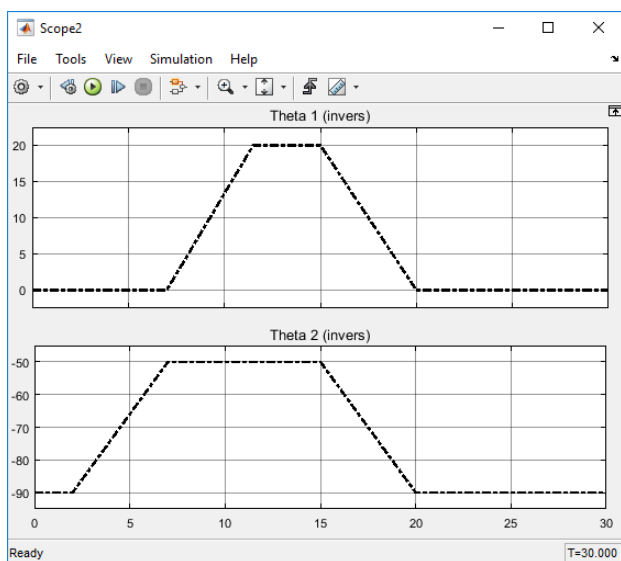 Scope2
File Tools View Simulation Help
Theta 1 (invers)
20
15
10
5
0
Theta 2 (invers)
-50
-60
-70
-80
-90
0 5 10 15 20 25 30
Ready T=30.000